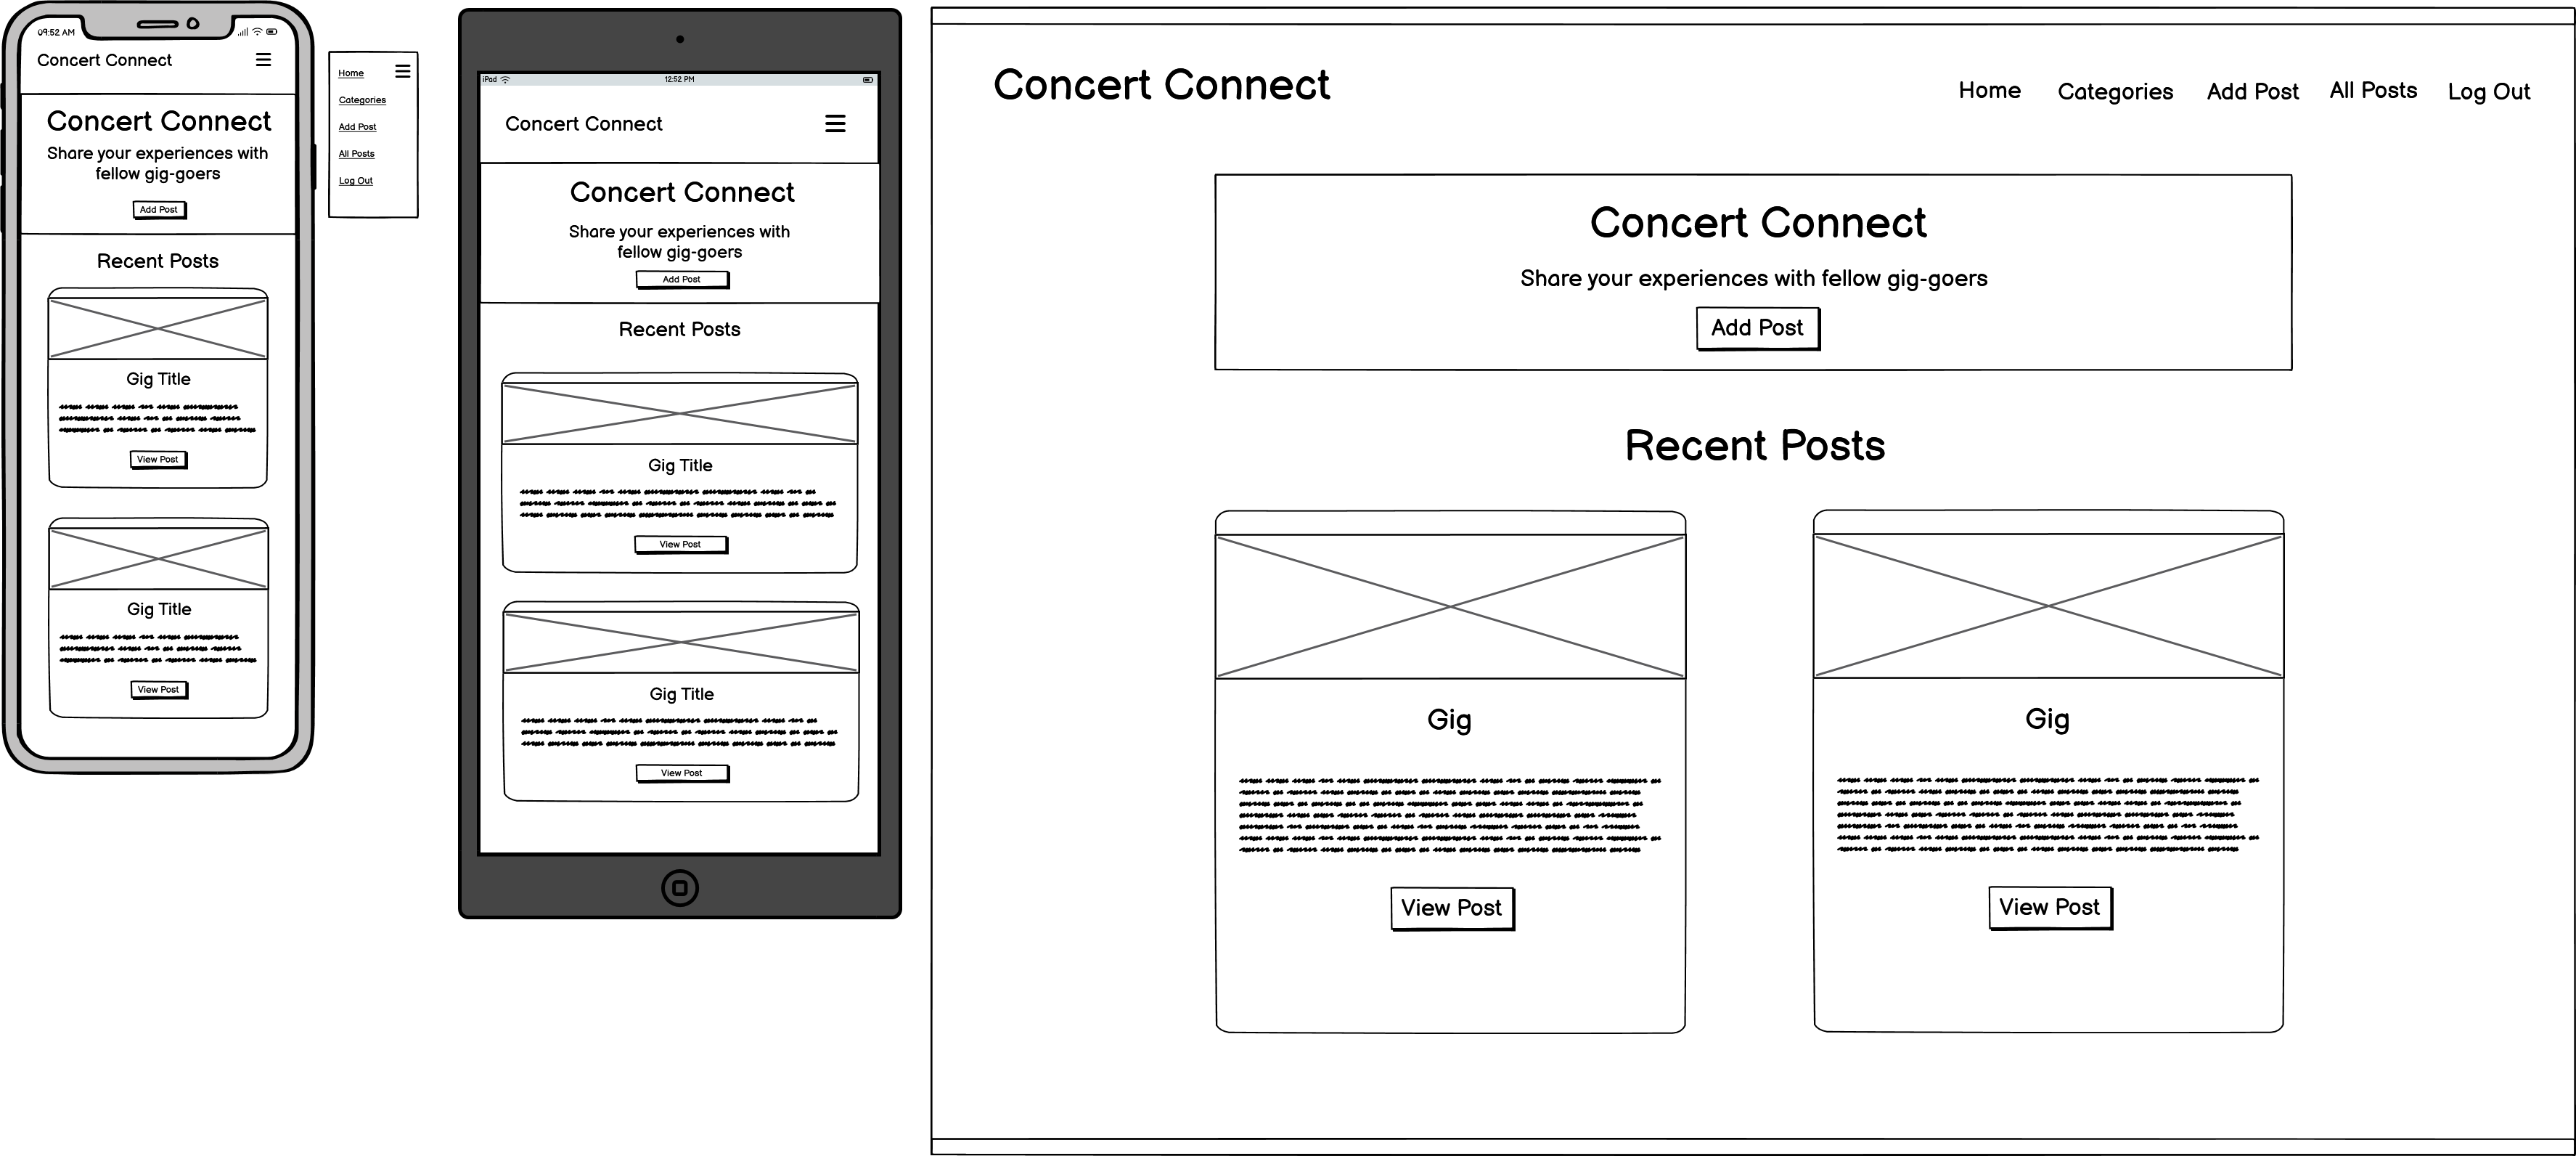 09:52 AM
Concert Connect
Concert Connect
Share your experiences with
fellow gig-goers
Add Post
Recent Posts
Gig Title
View Post
Gig Title
View Post
Home
Categories
Add Post
All Posts
Log Out
iPad
12:52 PM
Concert Connect
Concert Connect
Share your experiences with
fellow gig-goers
Add Post
Recent Posts
Gig Title
View Post
Gig Title
View Post
Concert Connect
Home Categories Add Post All Posts Log Out
Concert Connect
Share your experiences with fellow gig-goers
Add Post
Recent Posts
Gig
View Post
Gig
View Post